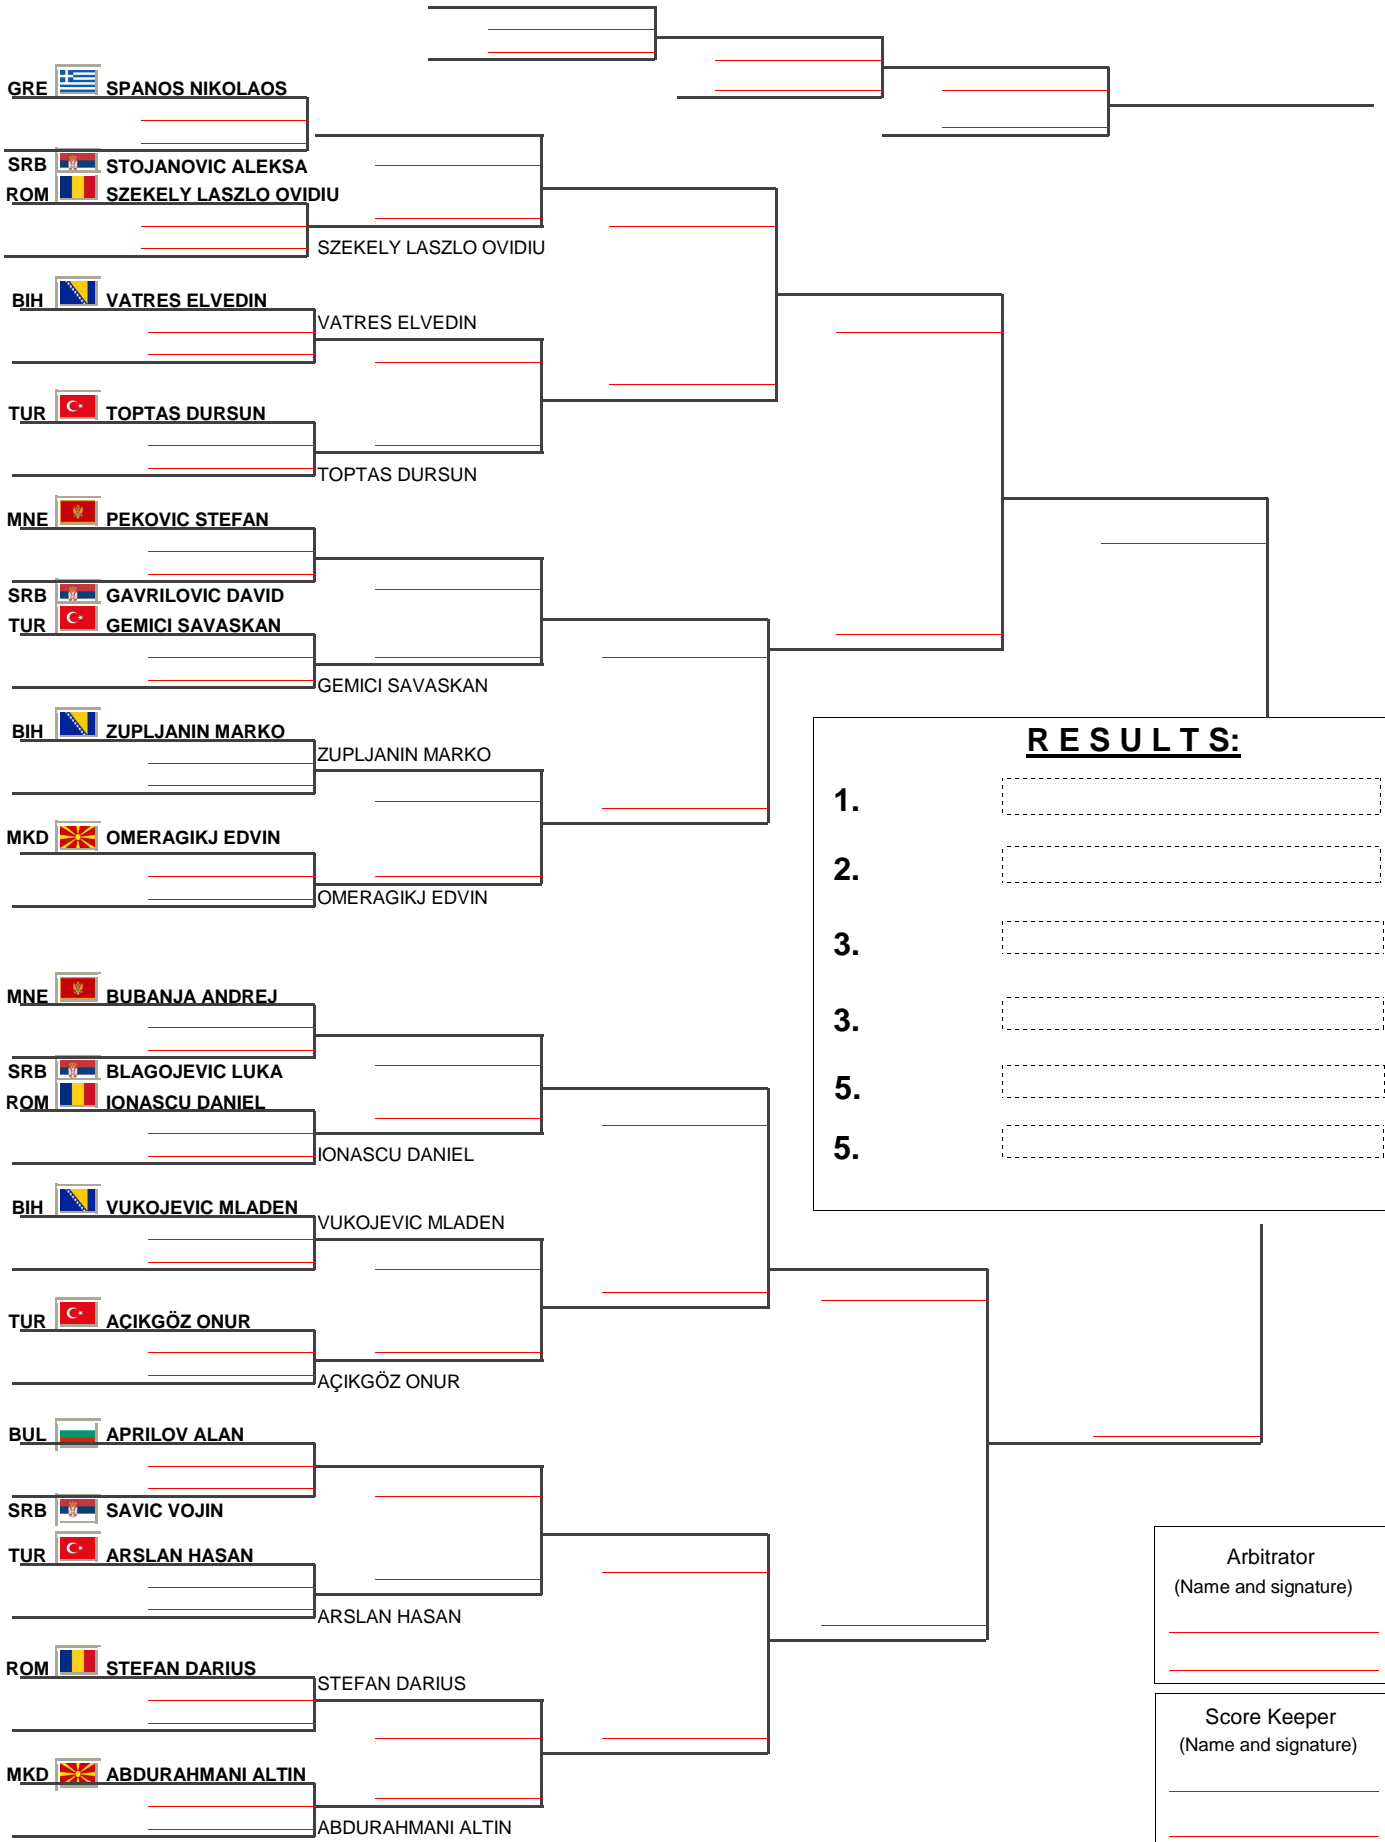 GRE SPANOS NIKOLAOS
SRB STOJANOVIC ALEKSA
ROM SZEKELY LASZLO OVIDIU
SZEKELY LASZLO OVIDIU
BIH VATRES ELVEDIN
VATRES ELVEDIN
TUR TOPTAS DURSUN
TOPTAS DURSUN
MNE PEKOVIC STEFAN
SRB GAVRILOVIC DAVID
TUR GEMICI SAVASKAN
GEMICI SAVASKAN
BIH ZUPLJANIN MARKO
ZUPLJANIN MARKO
MKD OMERAGIKJ EDVIN
OMERAGIKJ EDVIN
MNE BUBANJA ANDREJ
SRB BLAGOJEVIC LUKA
ROM IONASCU DANIEL
IONASCU DANIEL
BIH VUKOJEVIC MLADEN
VUKOJEVIC MLADEN
TUR AÇIKGÖZ ONUR
AÇIKGÖZ ONUR
BUL APRILOV ALAN
SRB SAVIC VOJIN
TUR ARSLAN HASAN
ARSLAN HASAN
ROM STEFAN DARIUS
STEFAN DARIUS
MKD ABDURAHMANI ALTIN
ABDURAHMANI ALTIN
R E S U L T S:
1.
2.
3.
3.
5.
5.
Arbitrator
(Name and signature)
Score Keeper
(Name and signature)